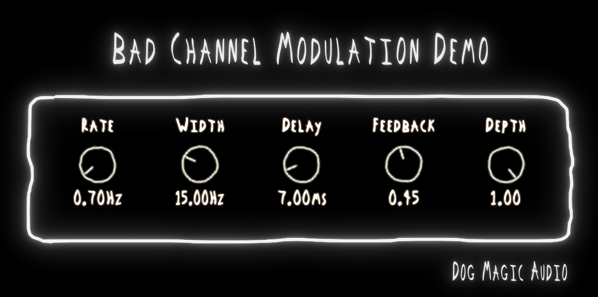 Bad Channel Modulation Demo
Rate Width Delay Feedback Depth
0.70Hz 15.00Hz 7.00ms 0.45 1.00
Dog Magic Audio